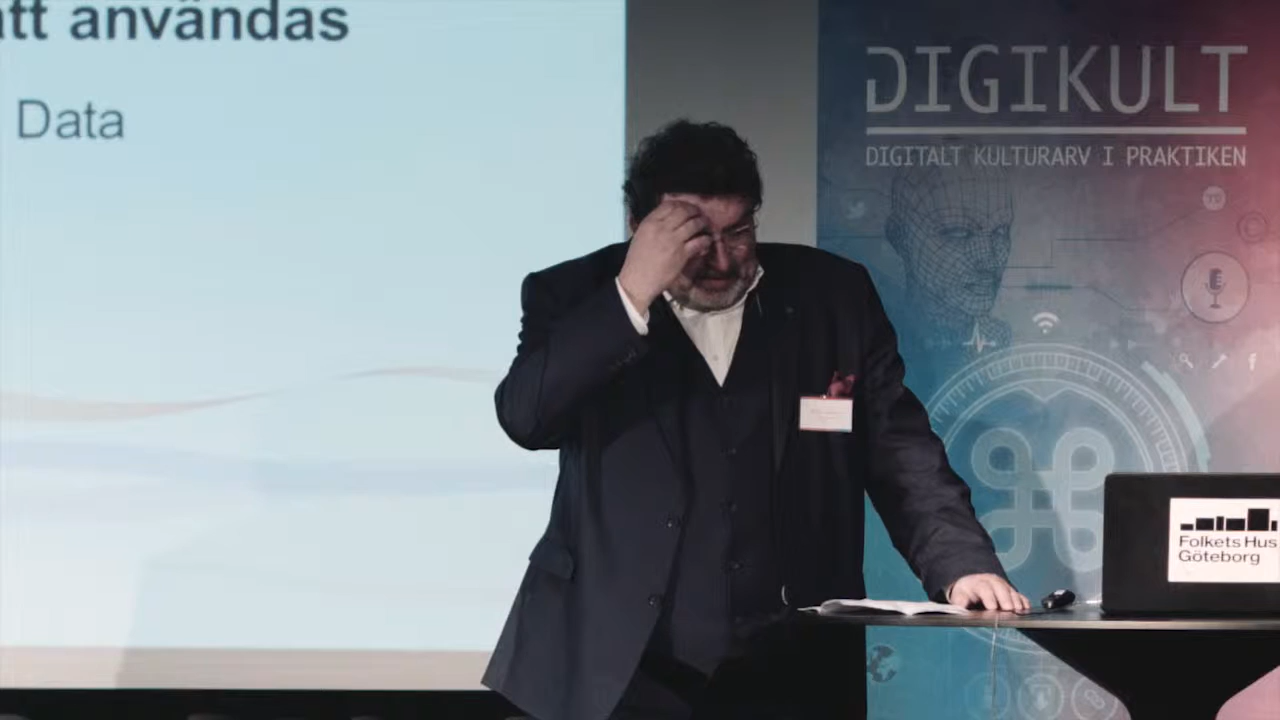 att användas
Data
DIGIKULT
DIGITALT KULTURARV I PRAKTIKEN
Folkets Hus
Göteborg